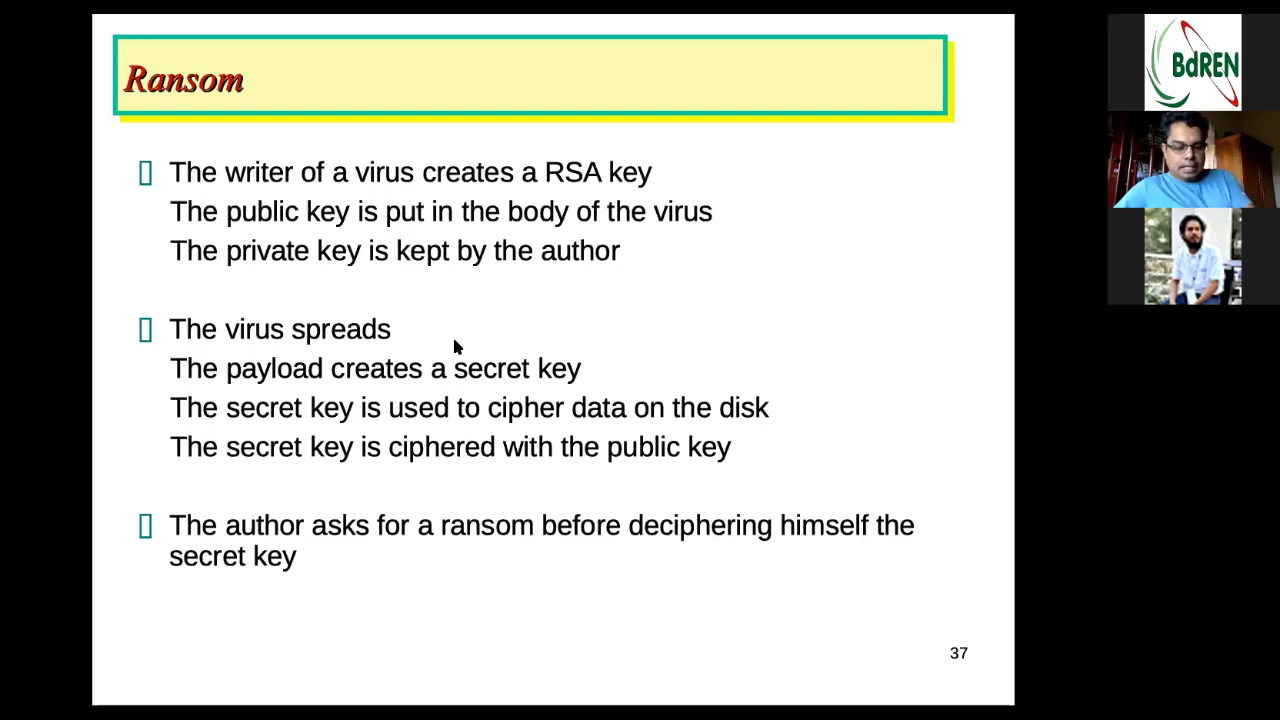 Ransom
The writer of a virus creates a RSA key
The public key is put in the body of the virus
The private key is kept by the author
The virus spreads
The payload creates a secret key
The secret key is used to cipher data on the disk
The secret key is ciphered with the public key
The author asks for a ransom before deciphering himself the
secret key
37
BdREN